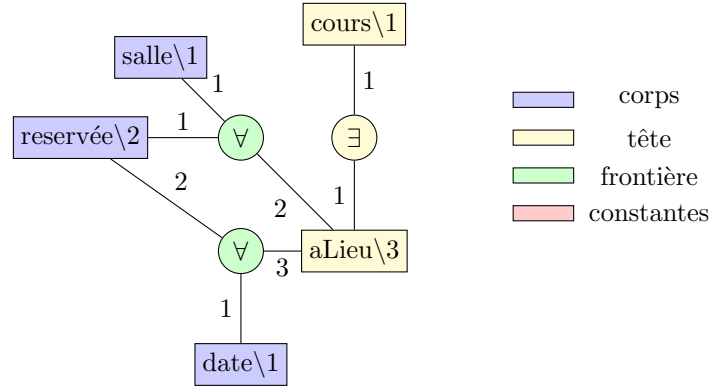 cours\1
salle\1
1
1
corps
reservée\2
1
∀
∃
tête
2
1
frontière
2
constantes
∀
3
aLieu\3
1
date\1